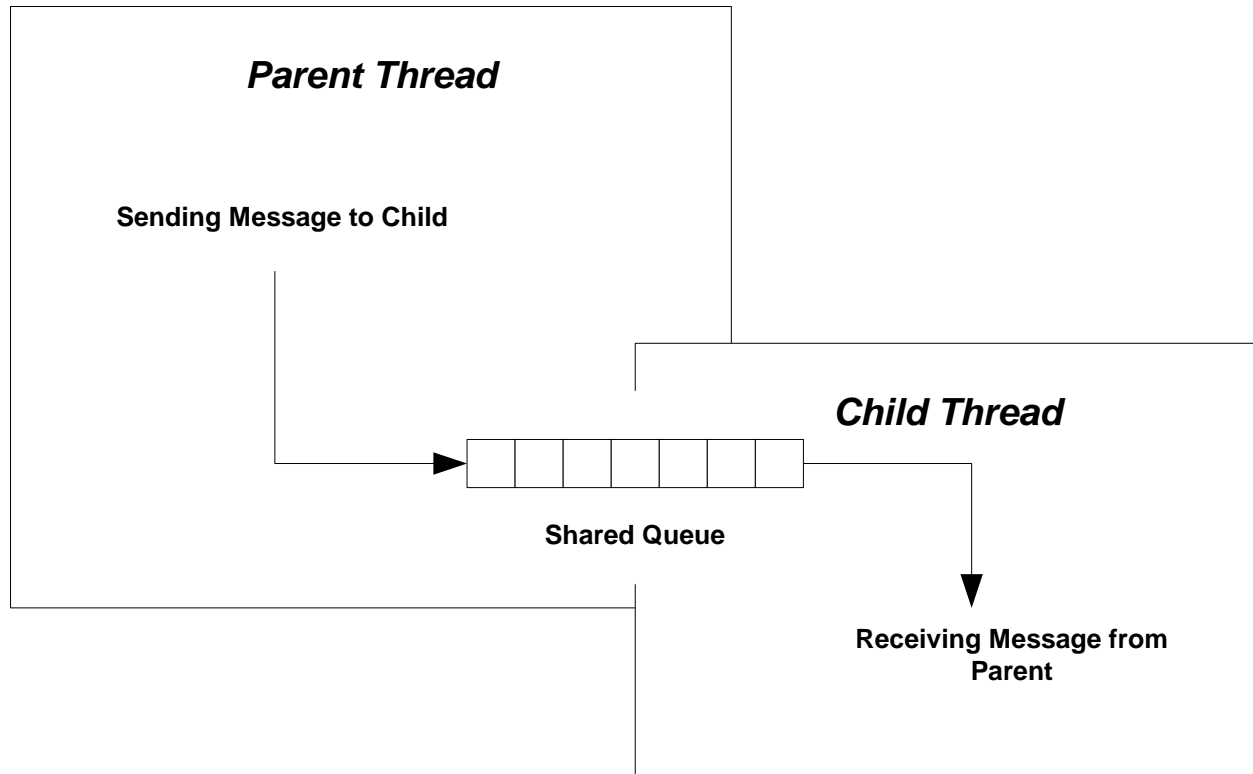 Parent Thread
Sending Message to Child
Child Thread
Shared Queue
Receiving Message from
Parent